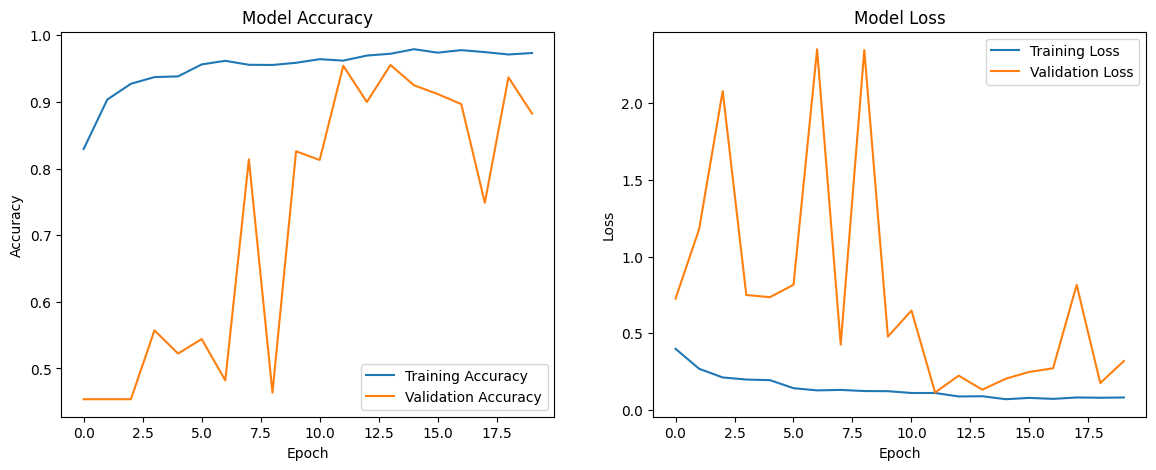 Model Accuracy
1.0
0.9
0.8
0.7
0.6
0.5
Accuracy
0.0 2.5 5.0 7.5 10.0 12.5 15.0 17.5
Epoch
Training Accuracy
Validation Accuracy
Model Loss
2.0
1.5
1.0
0.5
0.0
Loss
0.0 2.5 5.0 7.5 10.0 12.5 15.0 17.5
Epoch
Training Loss
Validation Loss